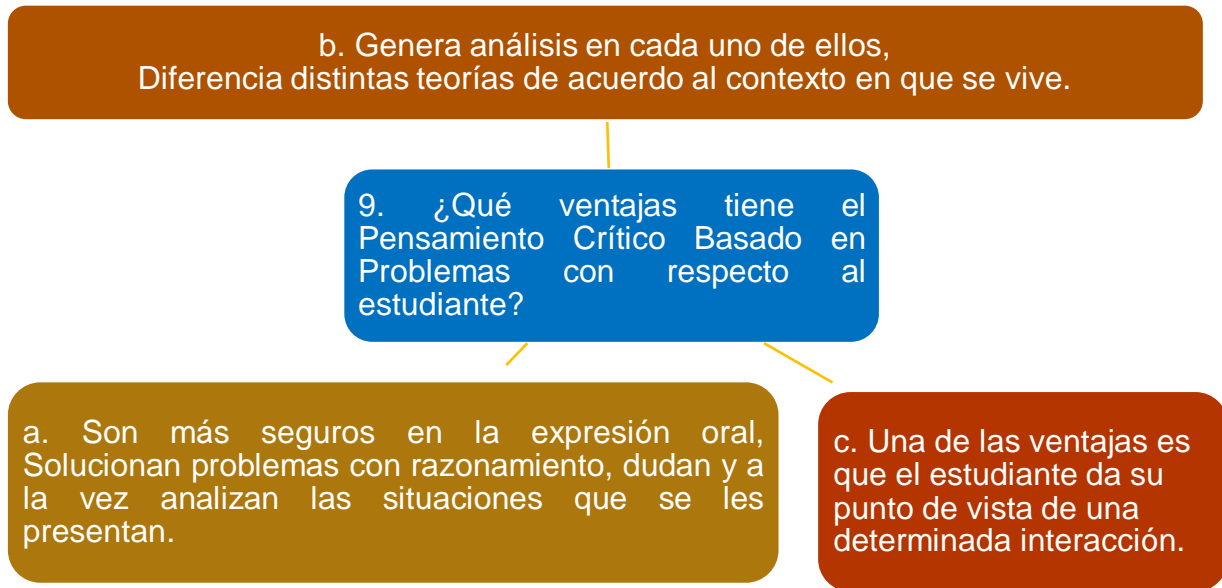 b. Genera análisis en cada uno de ellos,
Diferencia distintas teorías de acuerdo al contexto en que se vive.
9. ¿Qué ventajas tiene el
Pensamiento Crítico Basado en
Problemas con respecto al
estudiante?
a. Son más seguros en la expresión oral,
Solucionan problemas con razonamiento, dudan y a
la vez analizan las situaciones que se les
presentan.
c. Una de las ventajas es
que el estudiante da su
punto de vista de una
determinada interacción.